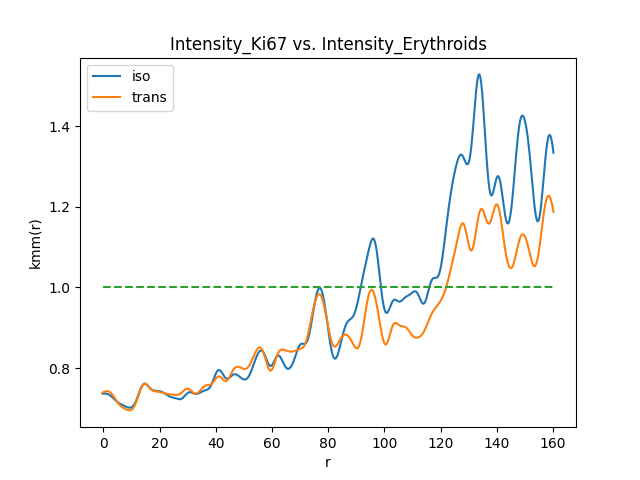 Intensity_Ki67 vs. Intensity_Erythroids
iso
trans
kmm(r)
1.4
1.2
1.0
0.8
0 20 40 60 80 100 120 140 160
r